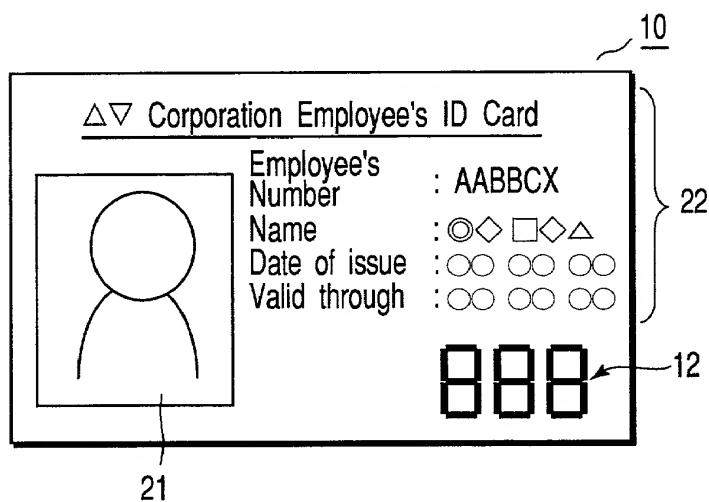 10
△▽ Corporation Employee's ID Card
Employee's
Number : AABBCX
Name : ◎◇ □◇△
Date of issue : ○○ ○○ ○○
Valid through : ○○ ○○ ○○
22
888
12
21